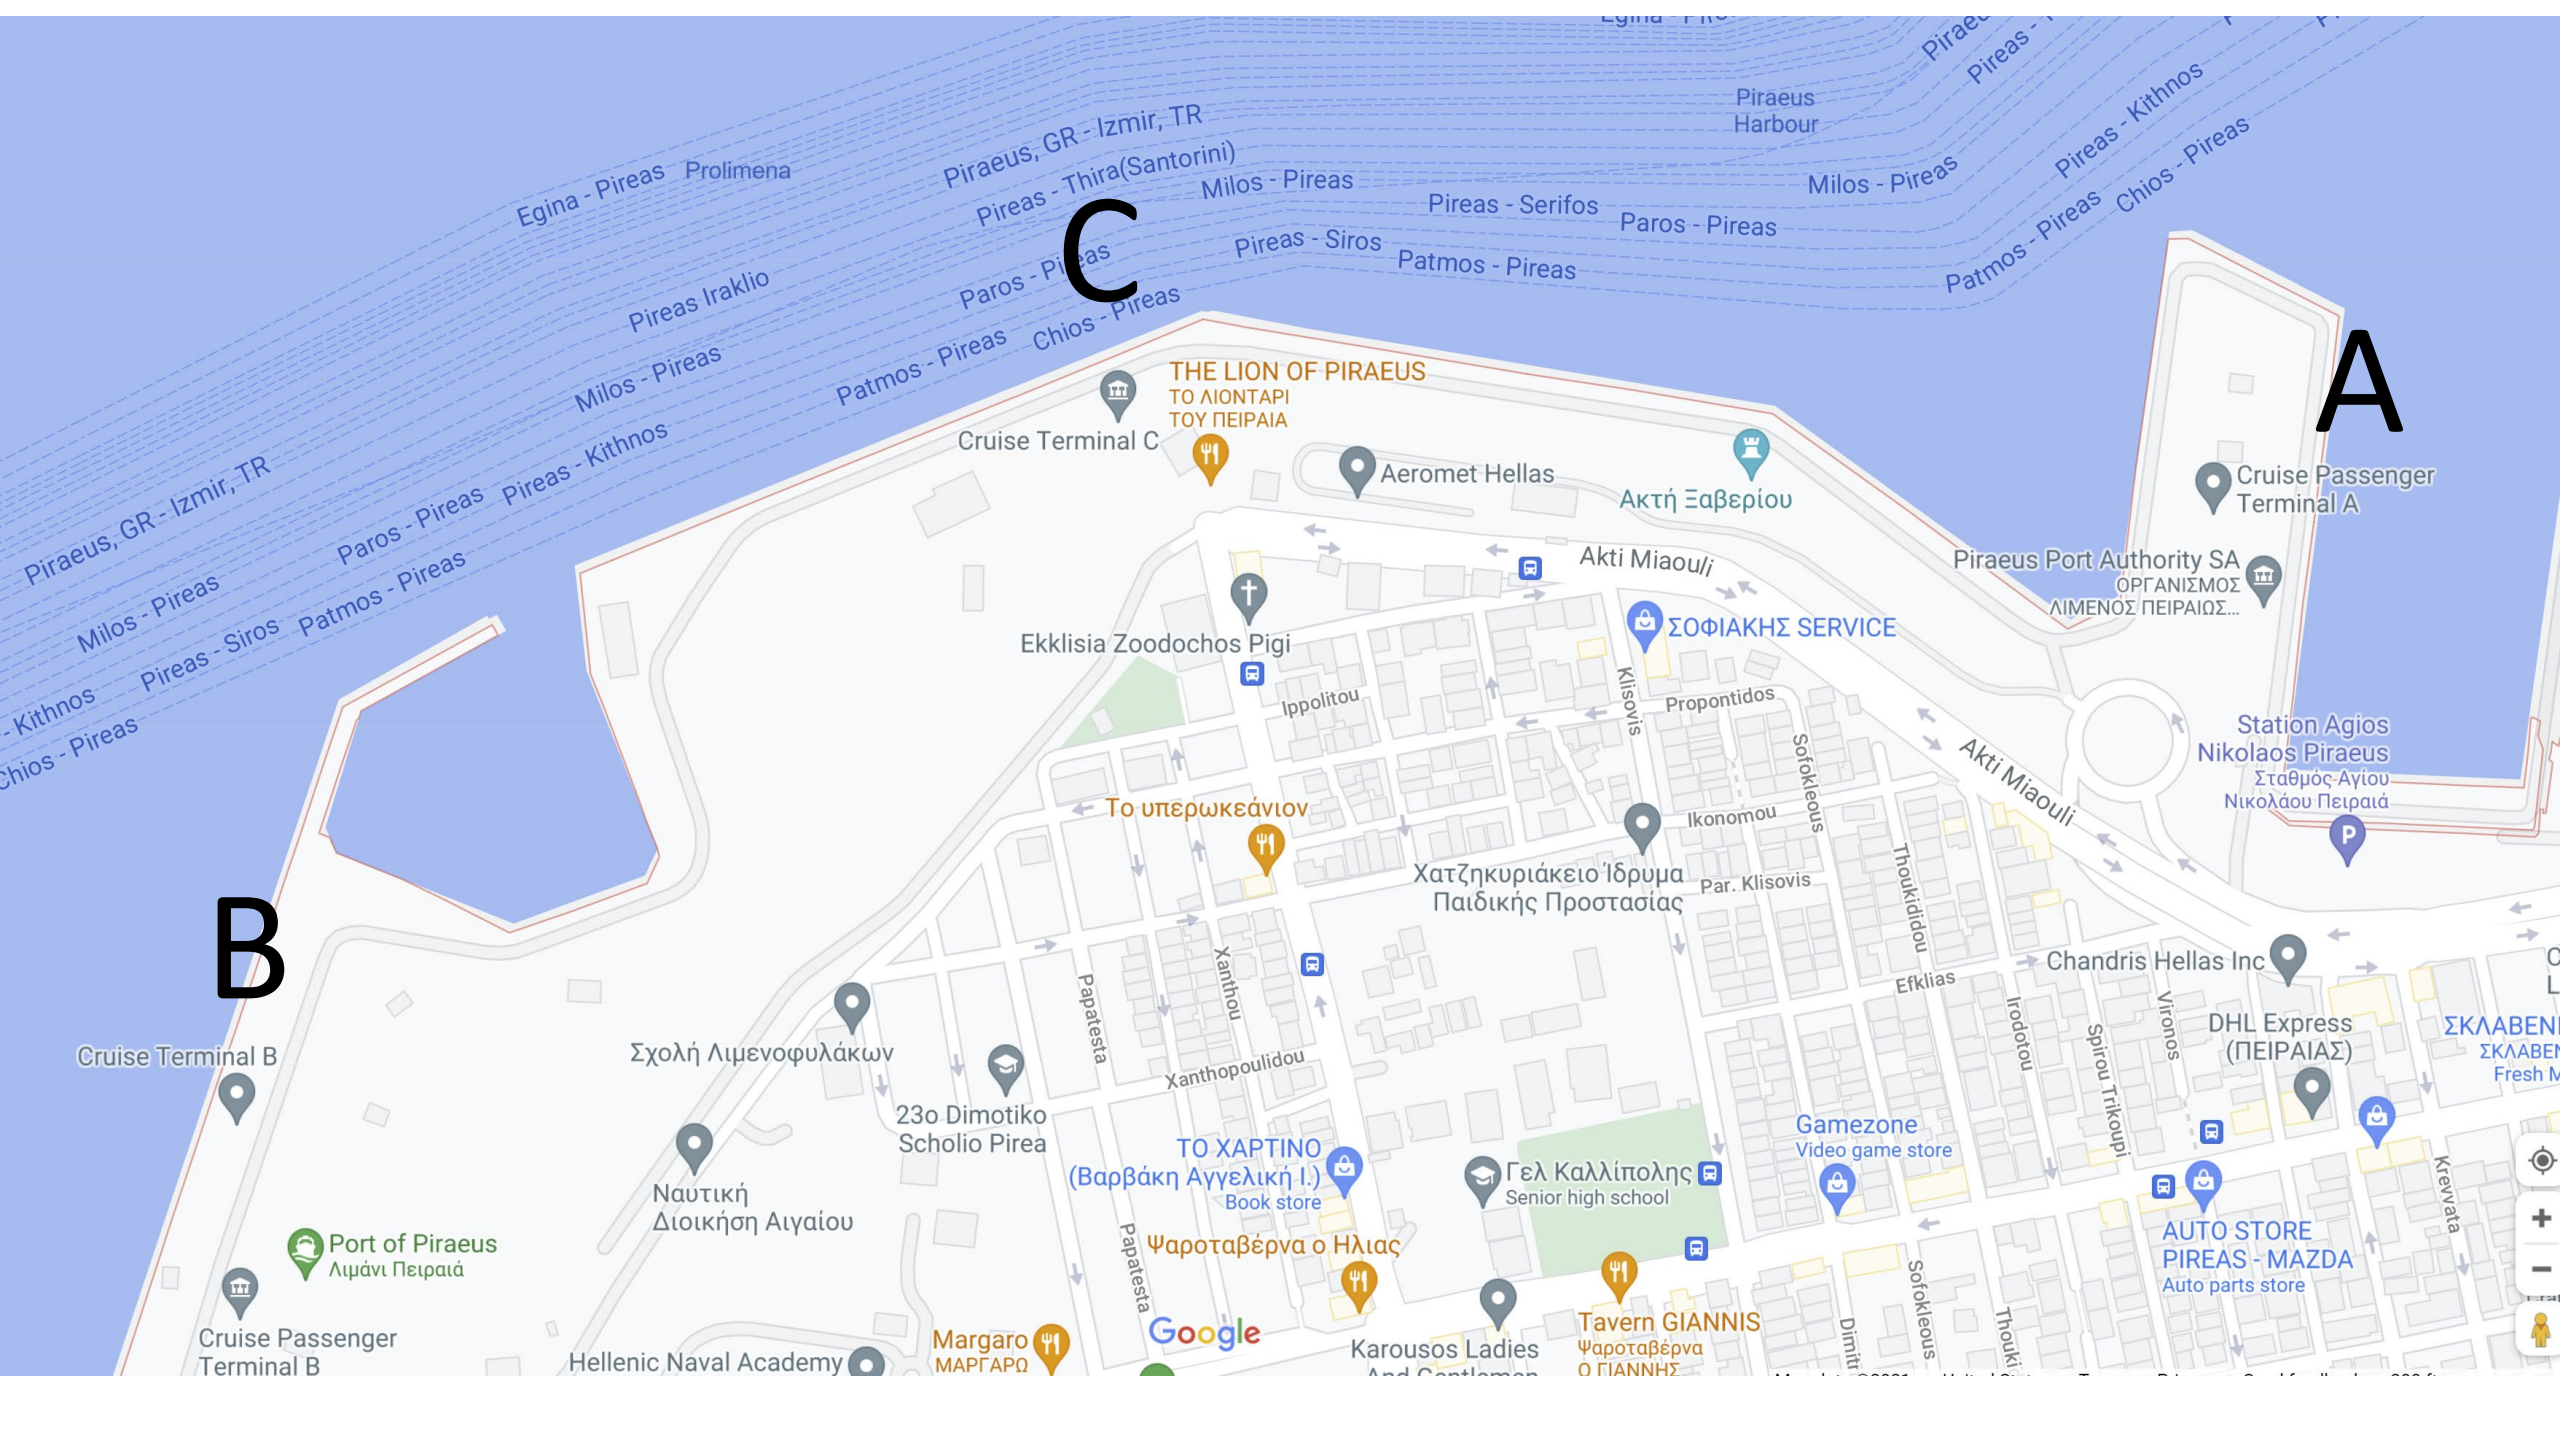 Piraeus
Harbour
Piraeus, GR - Izmir, TR
Pireas - Thira(Santorini)
Egina - Pireas
Prolimena
Milos - Pireas
Milos - Pireas
Pireas - Kithnos
Chios - Pireas
Pireas - Serifos
Paros - Pireas
C
Paros - Pireas
Pireas - Siros
Patmos - Pireas
Patmos - Pireas
Pireas Iraklio
Chios - Pireas
Patmos - Pireas
Milos - Pireas
A
THE LION OF PIRAEUS
ΤΟ ΛΙΟΝΤΑΡΙ
ΤΟΥ ΠΕΙΡΑΙΑ
Cruise Terminal C
Aeromet Hellas
Ακτή Ξαβερίου
Cruise Passenger
Terminal A
Piraeus, GR - Izmir, TR
Paros - Pireas
Pireas - Kithnos
Milos - Pireas
Pireas - Siros
Patmos - Pireas
- Kithnos
Chios - Pireas
Akti Miaouli
Piraeus Port Authority SA
ΟΡΓΑΝΙΣΜΟΣ
ΛΙΜΕΝΟΣ ΠΕΙΡΑΙΩΣ...
Ekklisia Zoodochos Pigi
ΣΟΦΙΑΚΗΣ SERVICE
Ippolitou
Klisovis
Propontidos
Sofokleous
Akti Miaouli
Station Agios
Nikolaos Piraeus
Σταθμός Αγίου
Νικολάου Πειραιά
P
Το υπερωκεάνιον
Ikonomou
Χατζηκυριάκειο Ίδρυμα
Παιδικής Προστασίας
Par. Klisovis
Thoukididou
B
Xanthou
Papatesta
Efklias
Chandris Hellas Inc
Irodotou
Spirou Trikoupi
Vironos
DHL Express
(ΠΕΙΡΑΙΑΣ)
ΣΚΛΑΒΕΝΙ
ΣΚΛΑΒΕΝ
Fresh M
Cruise Terminal B
Σχολή Λιμενοφυλάκων
Xanthopoulidou
23o Dimotiko
Scholio Pirea
ΤΟ ΧΑΡΤΙΝΟ
(Βαρβάκη Αγγελική Ι.)
Book store
Γελ Καλλίπολης
Senior high school
Gamezone
Video game store
Krevvata
Ναυτική
Διοικήση Αιγαίου
Port of Piraeus
Λιμάνι Πειραιά
Papatesta
Ψαροταβέρνα ο Ηλιας
AUTO STORE
PIREAS - MAZDA
Auto parts store
Sofokleous
Cruise Passenger
Terminal B
Hellenic Naval Academy
Margaro
ΜΑΡΓΑΡΩ
Google
Karousos Ladies
Tavern GIANNIS
Ψαροταβέρνα
Ο ΓΙΑΝΝΗΣ
Dimitr
Thouki